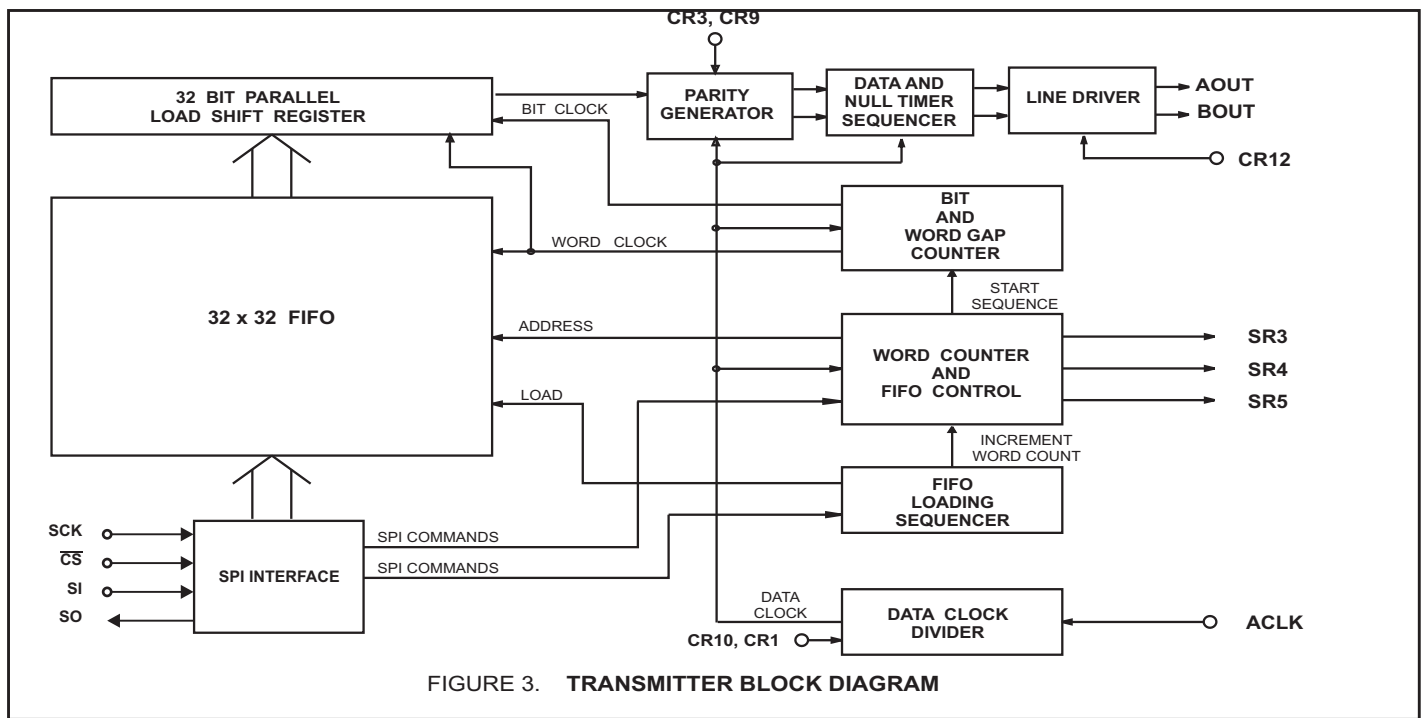 CR3, CR9
32 BIT PARALLEL
LOAD SHIFT REGISTER
BIT CLOCK
PARITY
GENERATOR
DATA AND
NULL TIMER
SEQUENCER
LINE DRIVER
AOUT
BOUT
CR12
BIT
AND
WORD GAP
COUNTER
WORD CLOCK
START
SEQUENCE
32 x 32 FIFO
ADDRESS
WORD COUNTER
AND
FIFO CONTROL
SR3
SR4
SR5
LOAD
INCREMENT
WORD COUNT
FIFO
LOADING
SEQUENCER
SCK
CS
SI
SO
SPI INTERFACE
SPI COMMANDS
SPI COMMANDS
DATA
CLOCK
DATA CLOCK
DIVIDER
ACLK
CR10, CR1
FIGURE 3. TRANSMITTER BLOCK DIAGRAM